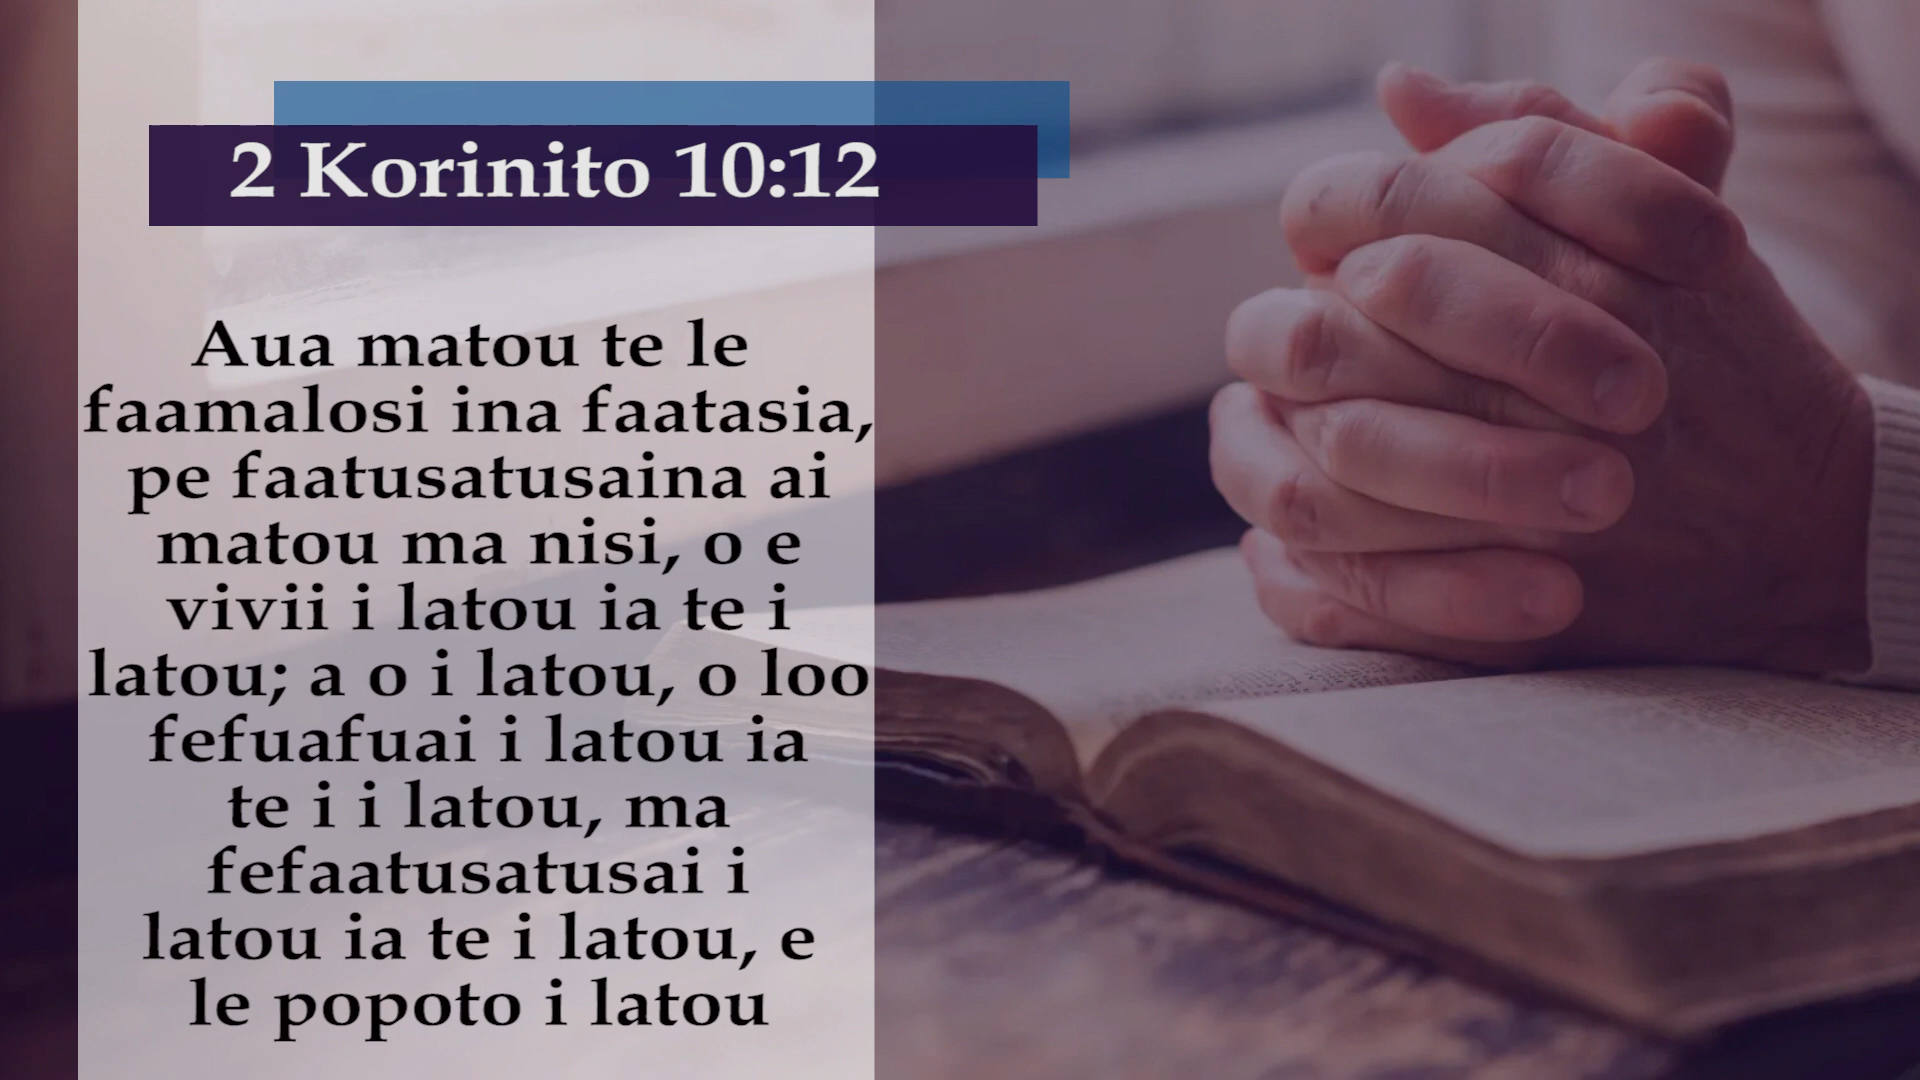 2 Korinito 10:12
Aua matou te le
faamalosi ina faatasia,
pe faatusatusaina ai
matou ma nisi, o e
vivii i latou ia te i
latou; a o i latou, o loo
fefuafuai i latou ia
te i i latou, ma
fefaatusatusai i
latou ia te i latou, e
le popoto i latou